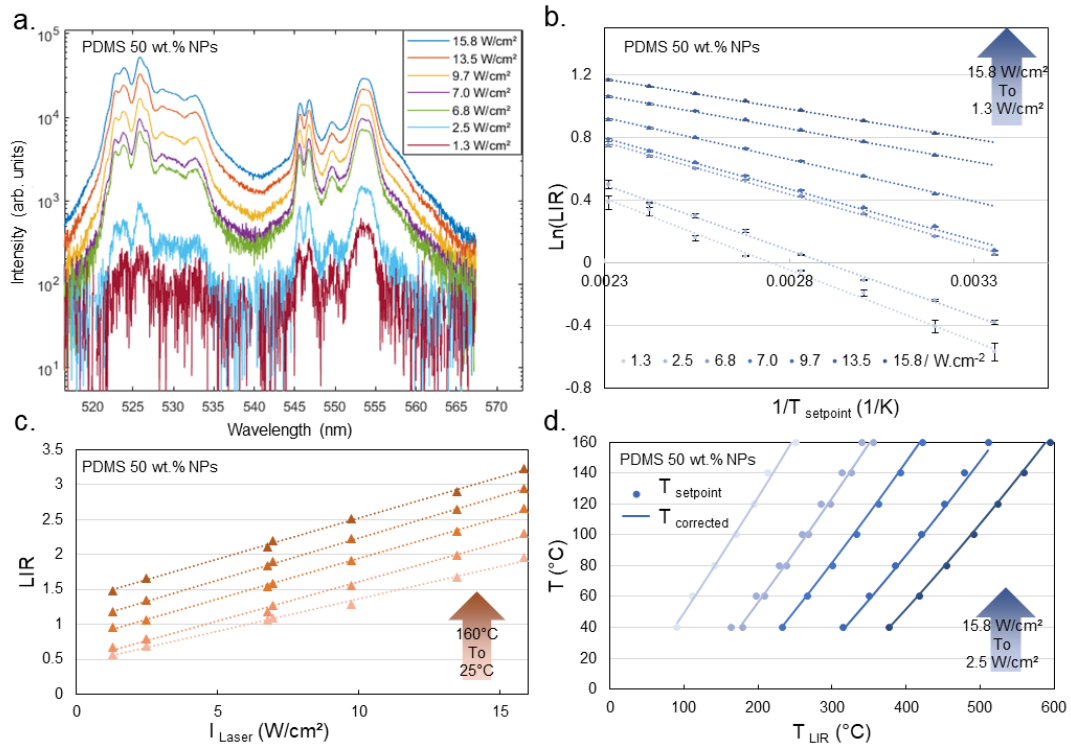 a.
PDMS 50 wt.% NPs
15.8 W/cm²
13.5 W/cm²
9.7 W/cm²
7.0 W/cm²
6.8 W/cm²
2.5 W/cm²
1.3 W/cm²
Intensity (arb. units)
10⁵
10⁴
10³
10²
10¹
520 525 530 535 540 545 550 555 560 565 570
Wavelength (nm)
b.
PDMS 50 wt.% NPs
15.8 W/cm²
To
1.3 W/cm²
Ln(LIR)
1.2
0.8
0.4
0
-0.4
-0.8
0.0023 0.0028 0.0033
1.3 2.5 6.8 7.0 9.7 13.5 15.8/ W.cm-2
1/T setpoint (1/K)
c.
PDMS 50 wt.% NPs
LIR
3.5
3
2.5
2
1.5
1
0.5
0
160°C
To
25°C
0 5 10 15
I Laser (W/cm²)
d.
PDMS 50 wt.% NPs
T setpoint
T corrected
T (°C)
160
140
120
100
80
60
40
20
0
15.8 W/cm²
To
2.5 W/cm²
0 100 200 300 400 500 600
T LIR (°C)